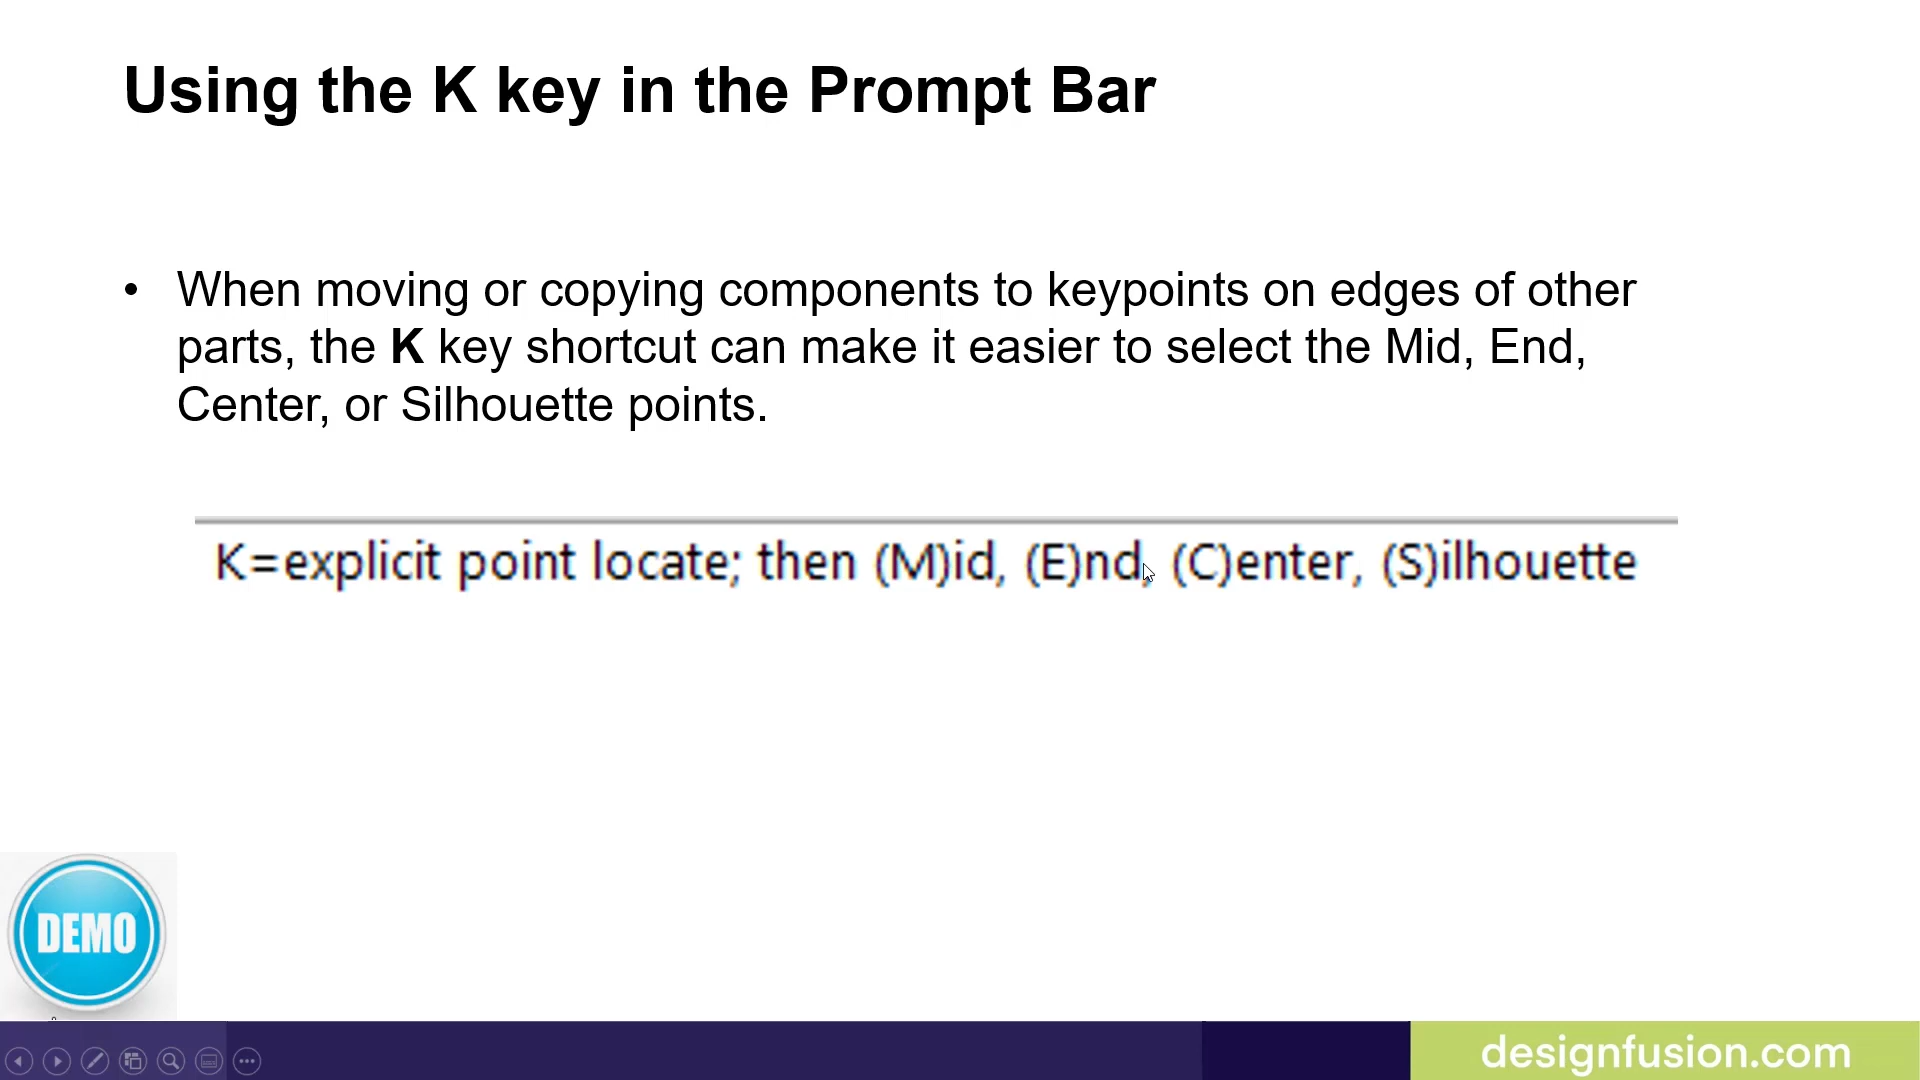 Using the K key in the Prompt Bar
• When moving or copying components to keypoints on edges of other
parts, the K key shortcut can make it easier to select the Mid, End,
Center, or Silhouette points.
K=explicit point locate; then (M)id, (E)nd, (C)enter, (S)ilhouette
DEMO
designfusion.com